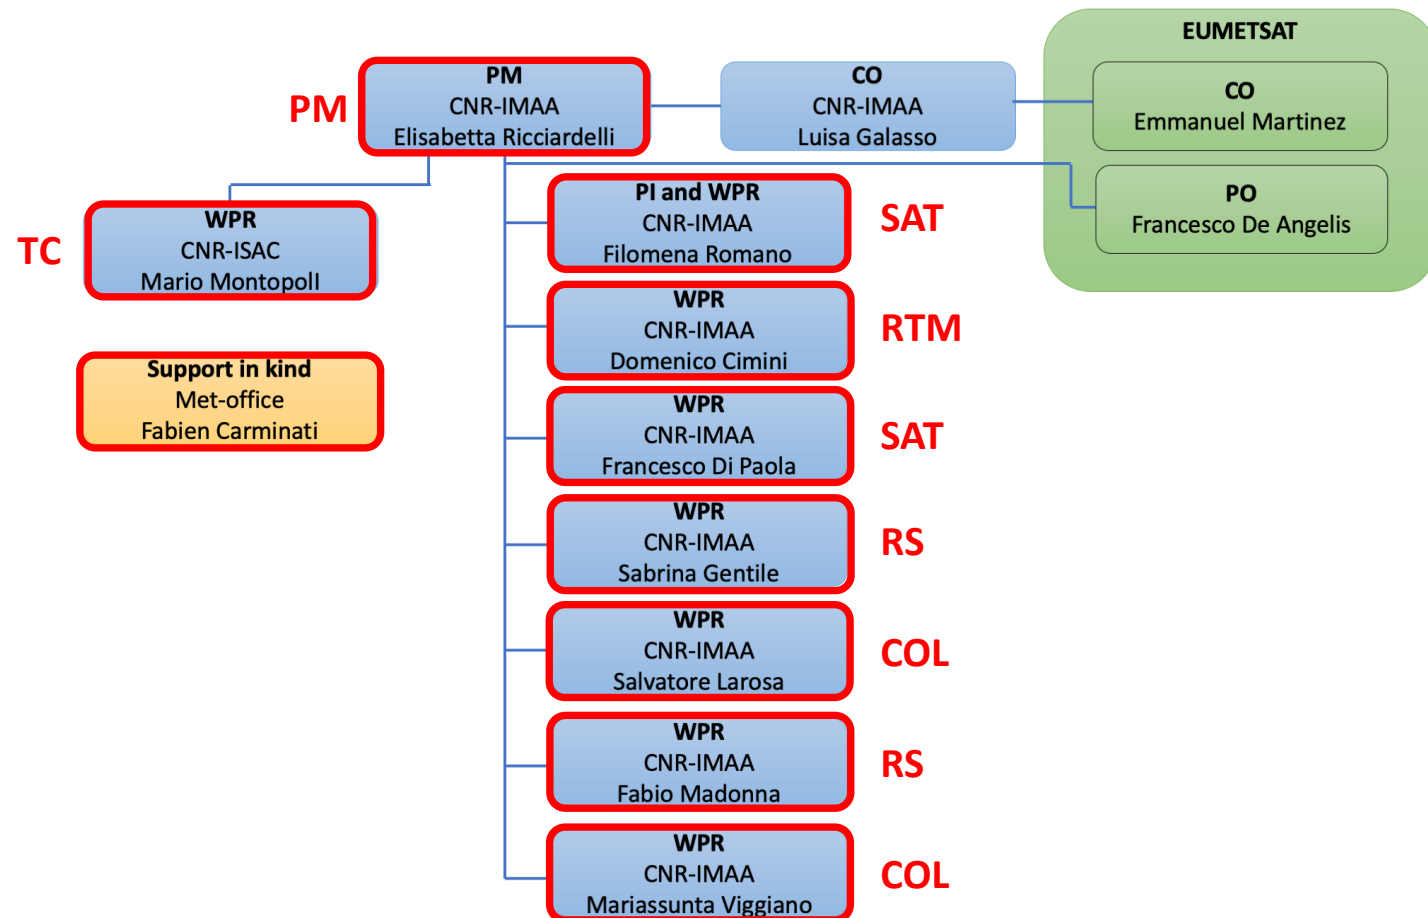 EUMETSAT
PM
PM
CNR-IMAA
Elisabetta Ricciardelli
CO
CNR-IMAA
Luisa Galasso
CO
Emmanuel Martinez
PO
Francesco De Angelis
TC
WPR
CNR-ISAC
Mario MontopolI
PI and WPR
CNR-IMAA
Filomena Romano
SAT
WPR
CNR-IMAA
Domenico Cimini
RTM
Support in kind
Met-office
Fabien Carminati
WPR
CNR-IMAA
Francesco Di Paola
SAT
WPR
CNR-IMAA
Sabrina Gentile
RS
WPR
CNR-IMAA
Salvatore Larosa
COL
WPR
CNR-IMAA
Fabio Madonna
RS
WPR
CNR-IMAA
Mariassunta Viggiano
COL